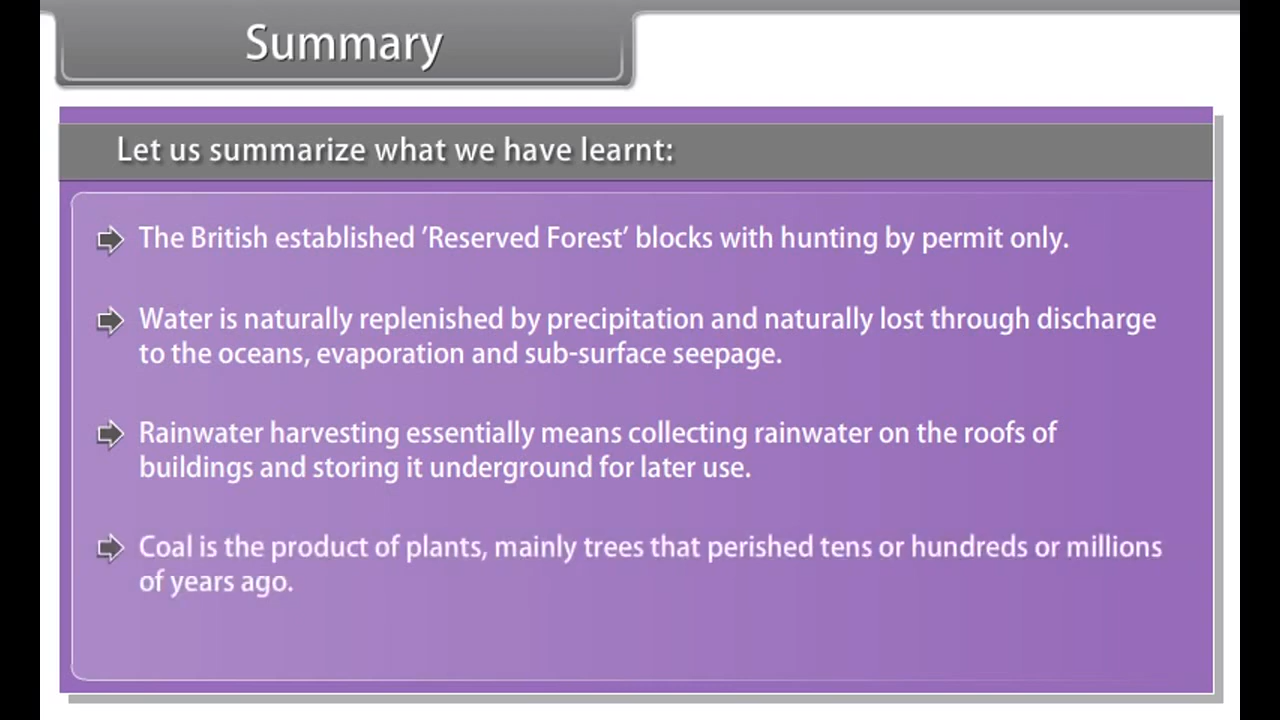 Summary
Let us summarize what we have learnt:
The British established ’Reserved Forest’ blocks with hunting by permit only.
Water is naturally replenished by precipitation and naturally lost through discharge
to the oceans, evaporation and sub-surface seepage.
Rainwater harvesting essentially means collecting rainwater on the roofs of
buildings and storing it underground for later use.
Coal is the product of plants, mainly trees that perished tens or hundreds or millions
of years ago.